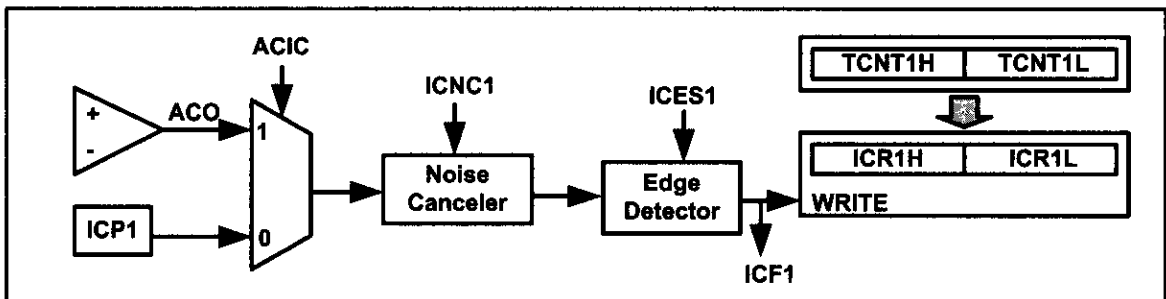 ACIC
TCNT1H TCNT1L
ICNC1
ICES1
+
ACO
1
-
Noise
Canceler
Edge
Detector
ICR1H ICR1L
WRITE
ICP1
0
ICF1